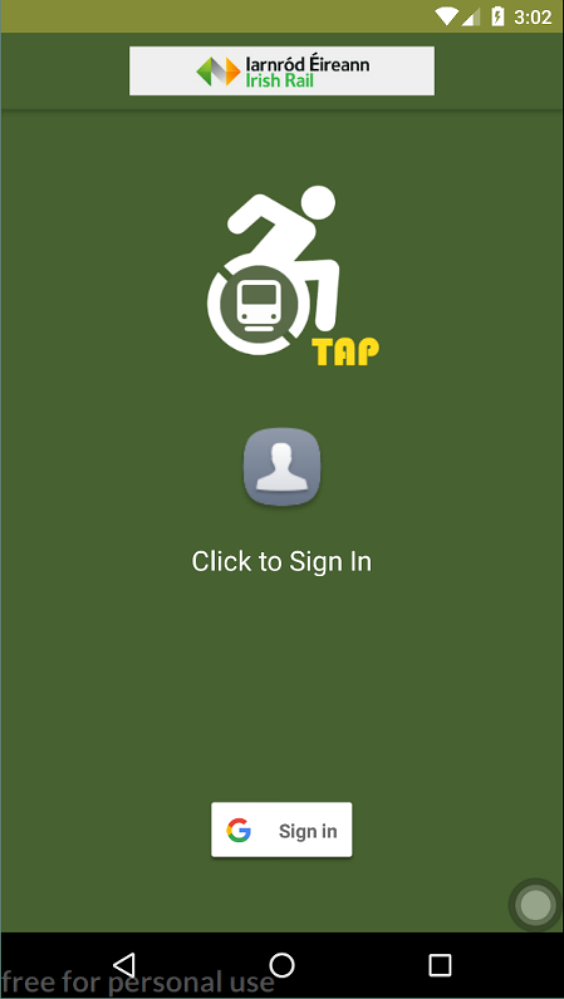 3:02
Iarnród Éireann
Irish Rail
TAP
Click to Sign In
G Sign in
free for personal use